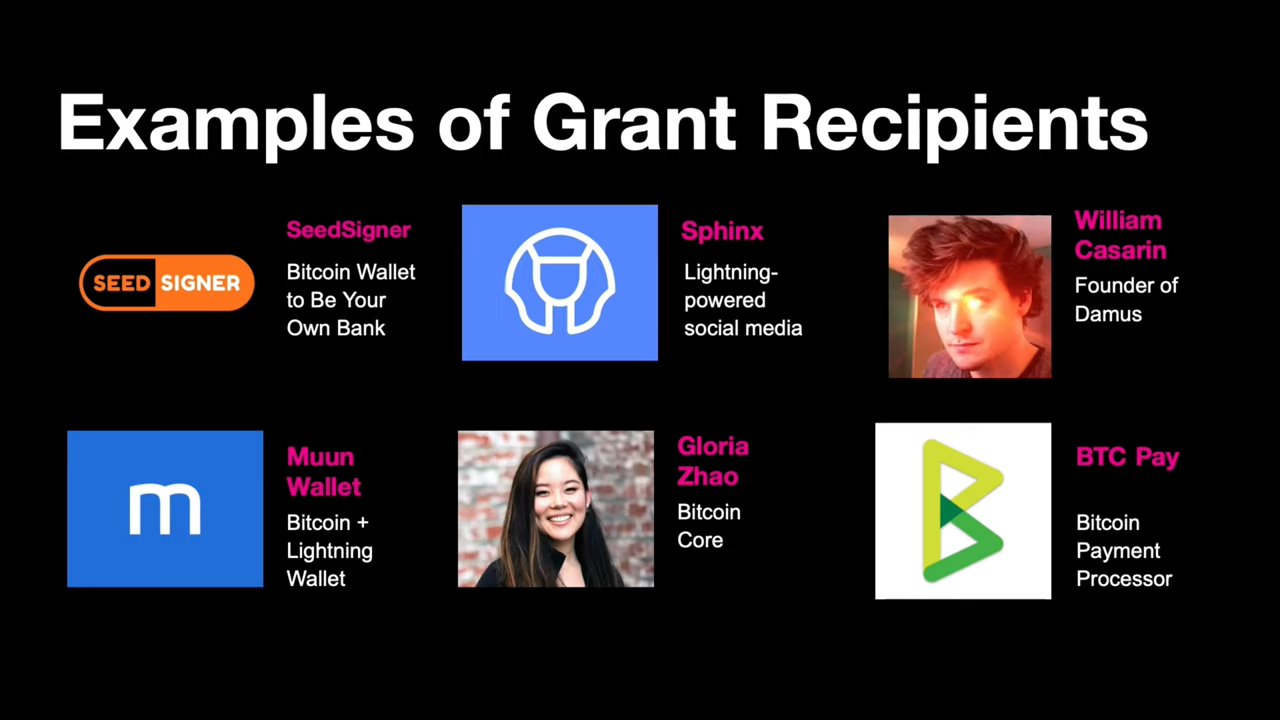 Examples of Grant Recipients
SEED SIGNER
SeedSigner
Bitcoin Wallet
to Be Your
Own Bank
Sphinx
Lightning-
powered
social media
William
Casarin
Founder of
Damus
m
Muun
Wallet
Bitcoin +
Lightning
Wallet
Gloria
Zhao
Bitcoin
Core
BTC Pay
Bitcoin
Payment
Processor